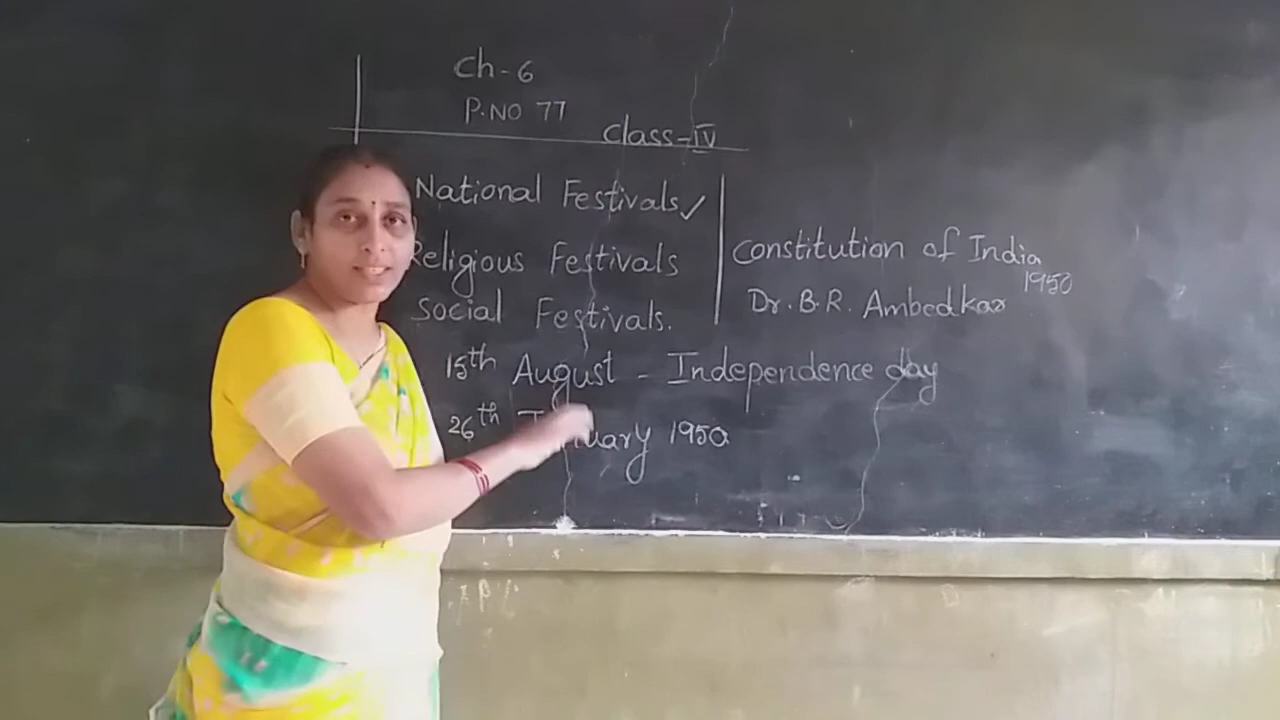 Ch-6
P.NO 77
Class-IV
National Festivals✓
Religious Festivals
Social Festivals.
15th August - Independence day
26th January 1950
Constitution of India
1950
Dr. B.R. Ambedkar